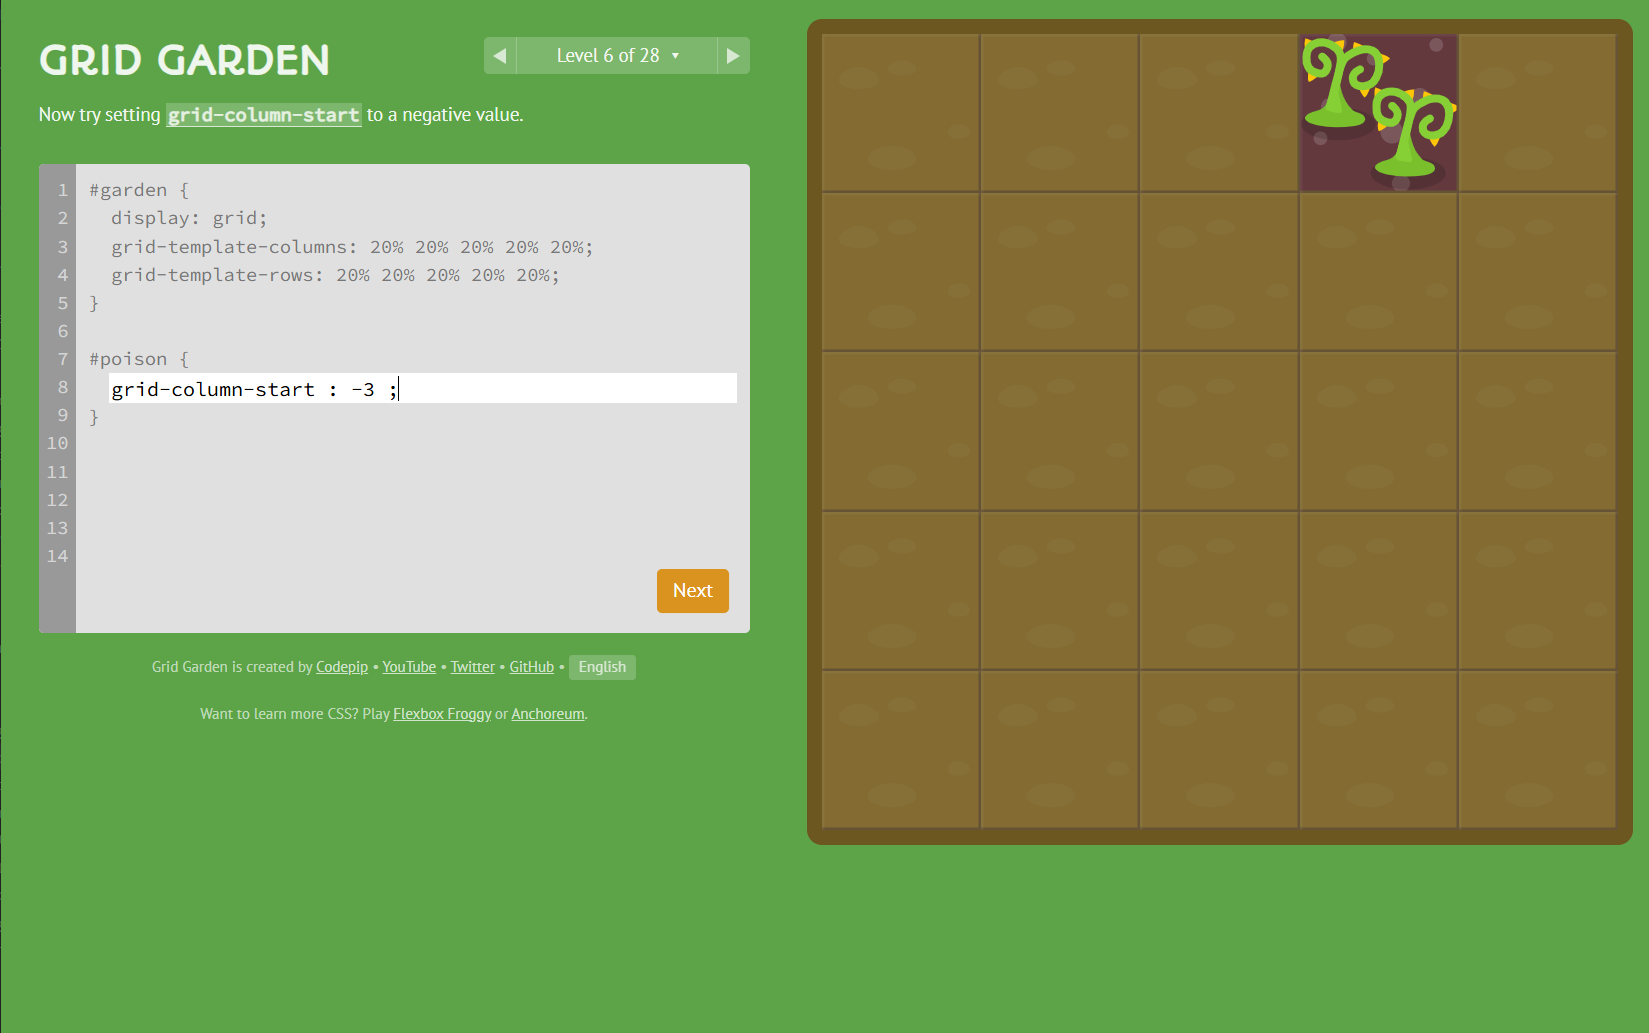 GRID GARDEN
◀ Level 6 of 28 ▼ ▶
Now try setting grid-column-start to a negative value.
1 #garden {
2 display: grid;
3 grid-template-columns: 20% 20% 20% 20% 20%;
4 grid-template-rows: 20% 20% 20% 20% 20%;
5 }
6
7 #poison {
8 grid-column-start : -3 ;
9 }
10
11
12
13
14
Next
Grid Garden is created by Codepip • YouTube • Twitter • GitHub • English
Want to learn more CSS? Play Flexbox Froggy or Anchoreum.